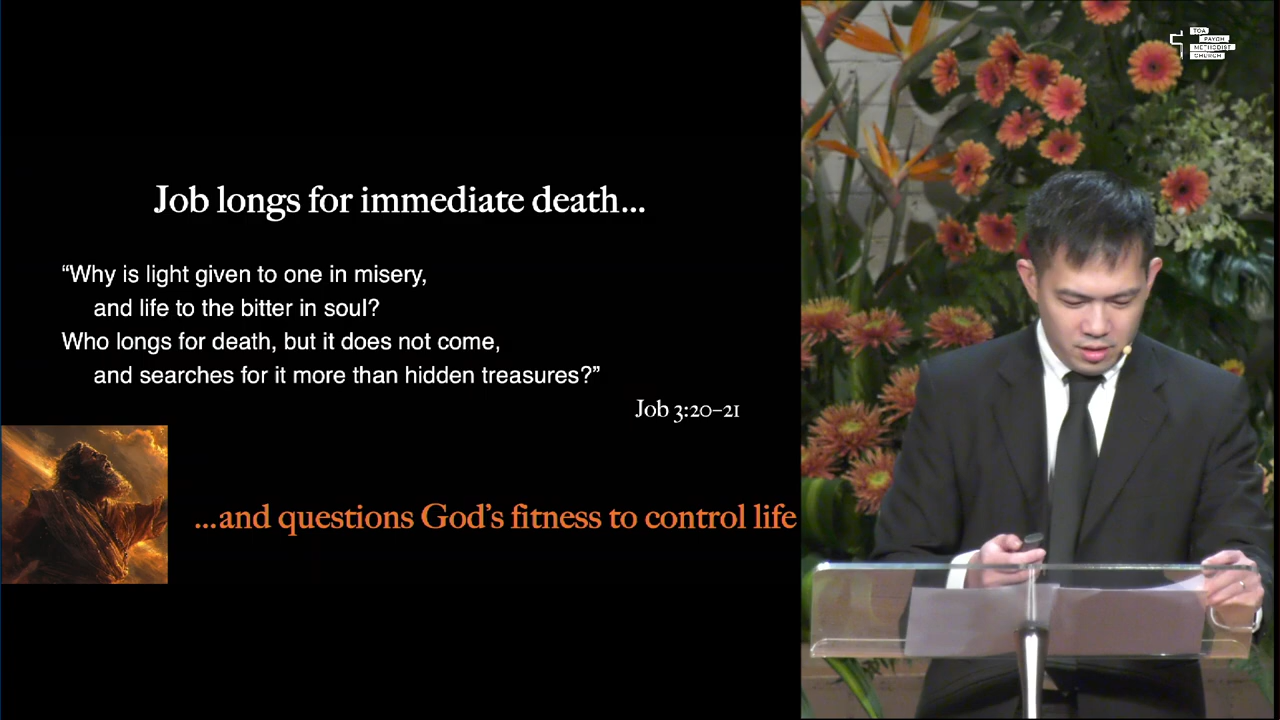 Job longs for immediate death...
“Why is light given to one in misery,
and life to the bitter in soul?
Who longs for death, but it does not come,
and searches for it more than hidden treasures?”
Job 3:20–21
...and questions God’s fitness to control life
TOA
PAYOH
METHODIST
CHURCH